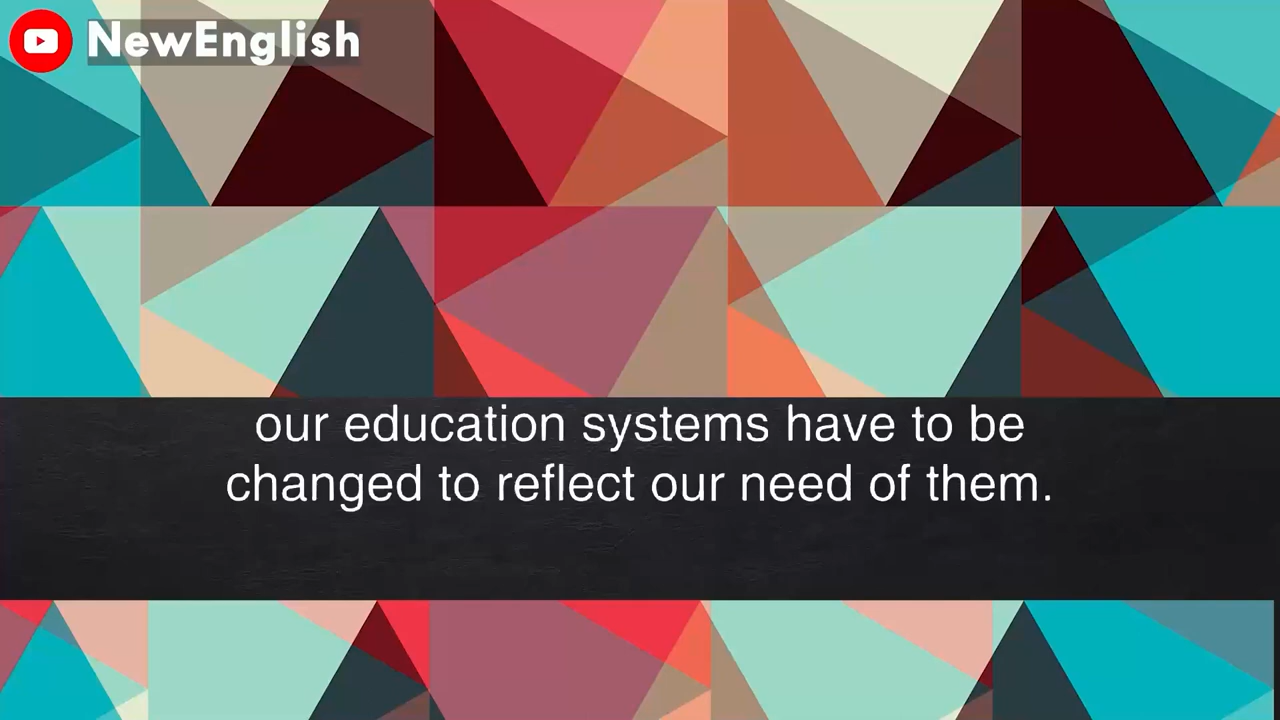 NewEnglish
our education systems have to be
changed to reflect our need of them.